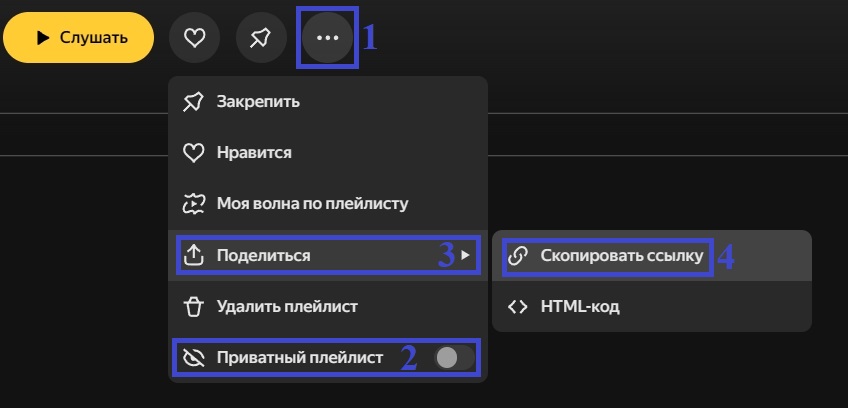 Слушать
1
Закрепить
Нравится
Моя волна по плейлисту
Поделиться 3
Скопировать ссылку 4
Удалить плейлист
HTML-код
Приватный плейлист 2